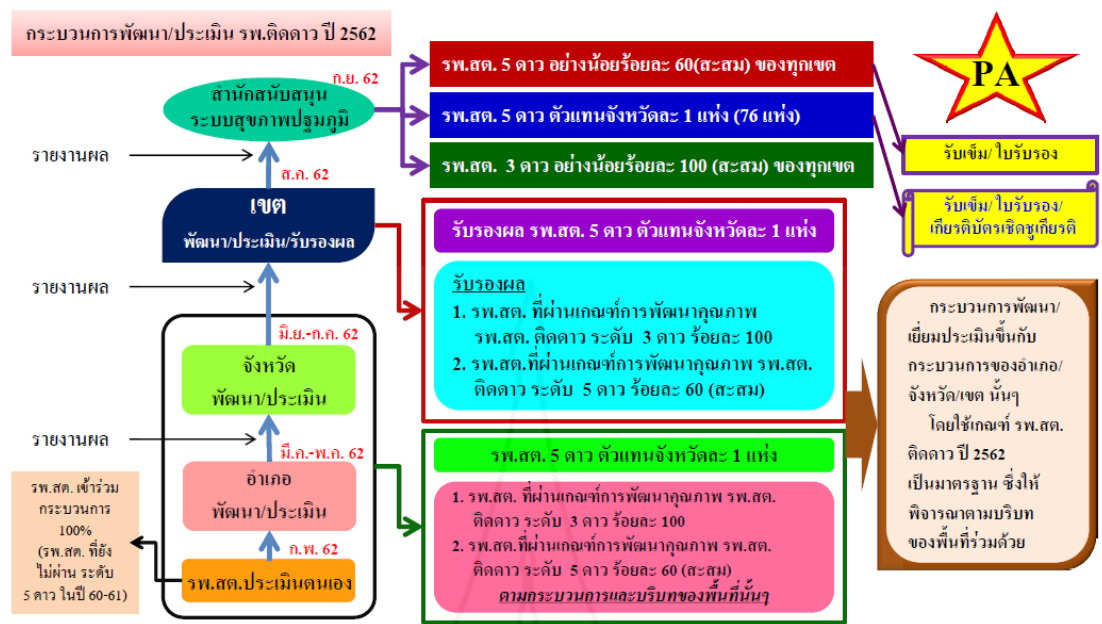 กระบวนการพัฒนา/ประเมิน รพ.ติดดาว ปี 2562
ก.ย. 62
สำนักสนับสนุน
ระบบสุขภาพปฐมภูมิ
รายงานผล
ส.ค. 62
เขต
พัฒนา/ประเมิน/รับรองผล
รายงานผล
มิ.ย.-ก.ค. 62
จังหวัด
พัฒนา/ประเมิน
รายงานผล
มี.ค.-พ.ค. 62
อำเภอ
พัฒนา/ประเมิน
ก.พ. 62
รพ.สต.ประเมินตนเอง
รพ.สต. เข้าร่วม
กระบวนการ
100%
(รพ.สต. ที่ยัง
ไม่ผ่าน ระดับ
5 ดาว ในปี 60-61)
รพ.สต. 5 ดาว อย่างน้อยร้อยละ 60(สะสม) ของทุกเขต
รพ.สต. 5 ดาว ตัวแทนจังหวัดละ 1 แห่ง (76 แห่ง)
รพ.สต. 3 ดาว อย่างน้อยร้อยละ 100 (สะสม) ของทุกเขต
PA
รับเข็ม/ ใบรับรอง
รับเข็ม/ ใบรับรอง/
เกียรติบัตรเชิดชูเกียรติ
รับรองผล รพ.สต. 5 ดาว ตัวแทนจังหวัดละ 1 แห่ง
รับรองผล
1. รพ.สต. ที่ผ่านเกณฑ์การพัฒนาคุณภาพ
รพ.สต. ติดดาว ระดับ 3 ดาว ร้อยละ 100
2. รพ.สต.ที่ผ่านเกณฑ์การพัฒนาคุณภาพ รพ.สต.
ติดดาว ระดับ 5 ดาว ร้อยละ 60 (สะสม)
รพ.สต. 5 ดาว ตัวแทนจังหวัดละ 1 แห่ง
1. รพ.สต. ที่ผ่านเกณฑ์การพัฒนาคุณภาพ รพ.สต.
ติดดาว ระดับ 3 ดาว ร้อยละ 100
2. รพ.สต.ที่ผ่านเกณฑ์การพัฒนาคุณภาพ รพ.สต.
ติดดาว ระดับ 5 ดาว ร้อยละ 60 (สะสม)
ตามกระบวนการและบริบทของพื้นที่นั้นๆ
กระบวนการพัฒนา/
เยี่ยมประเมินขึ้นกับ
กระบวนการของอำเภอ/
จังหวัด/เขต นั้นๆ
โดยใช้เกณฑ์ รพ.สต.
ติดดาว ปี 2562
เป็นมาตรฐาน ซึ่งให้
พิจารณาตามบริบท
ของพื้นที่ร่วมด้วย